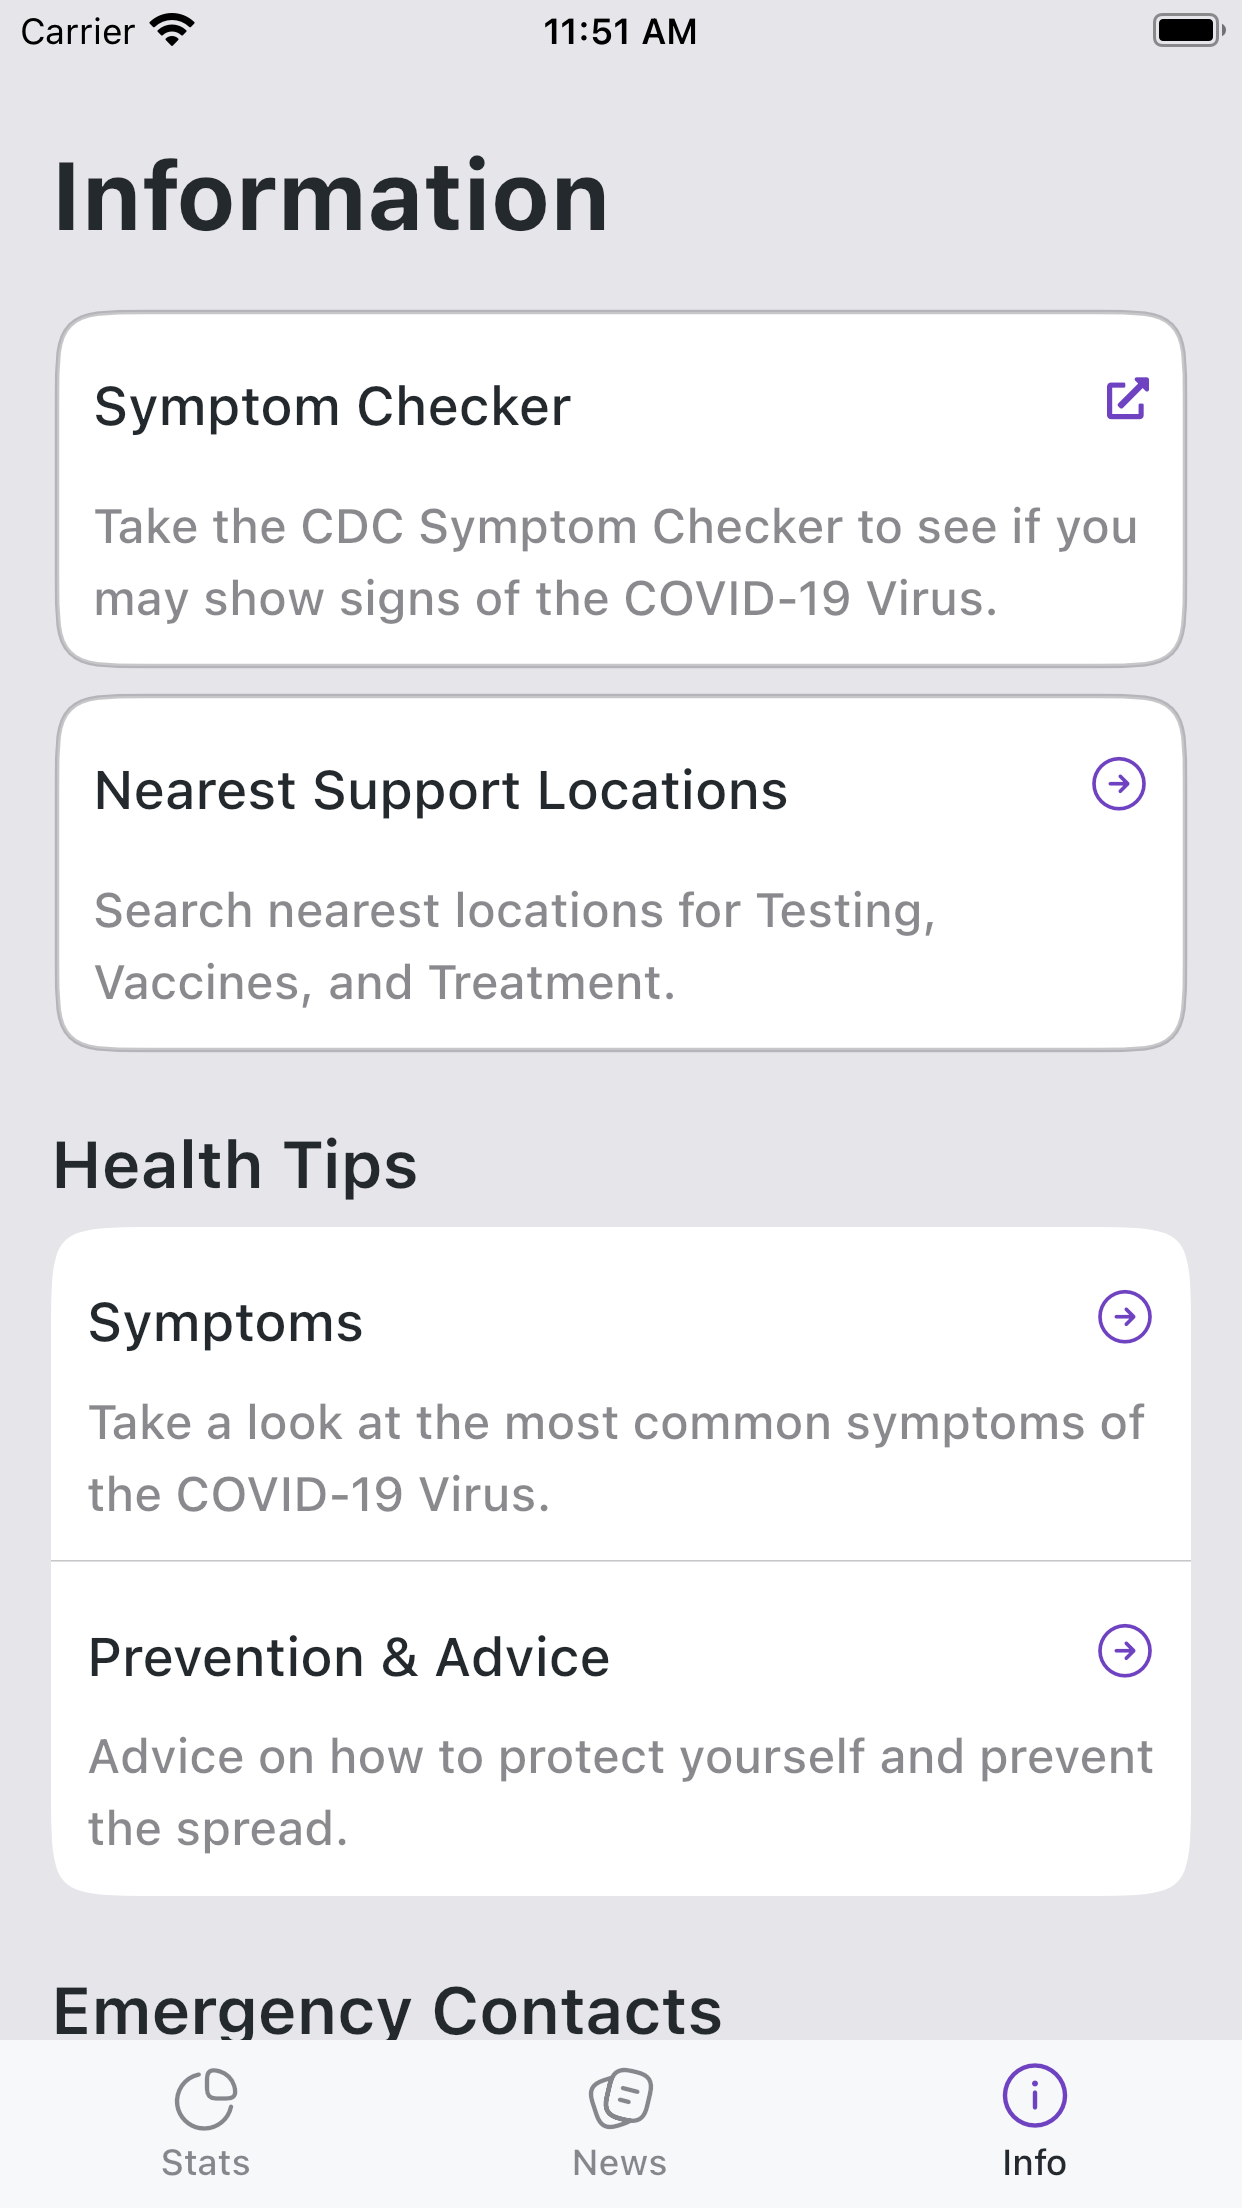 Carrier 11:51 AM
Information
Symptom Checker
Take the CDC Symptom Checker to see if you
may show signs of the COVID-19 Virus.
Nearest Support Locations
Search nearest locations for Testing,
Vaccines, and Treatment.
Health Tips
Symptoms
Take a look at the most common symptoms of
the COVID-19 Virus.
Prevention & Advice
Advice on how to protect yourself and prevent
the spread.
Emergency Contacts
Stats News Info